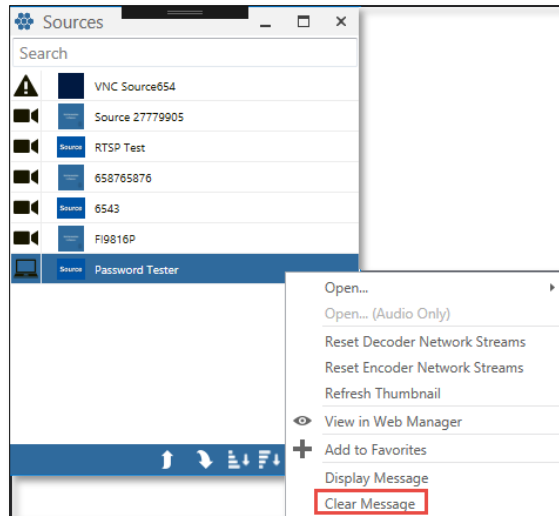 Sources
Search
VNC Source654
Source 27779905
Source RTSP Test
658765876
Source 6543
FI9816P
Source Password Tester
Open...
Open... (Audio Only)
Reset Decoder Network Streams
Reset Encoder Network Streams
Refresh Thumbnail
View in Web Manager
Add to Favorites
Display Message
Clear Message